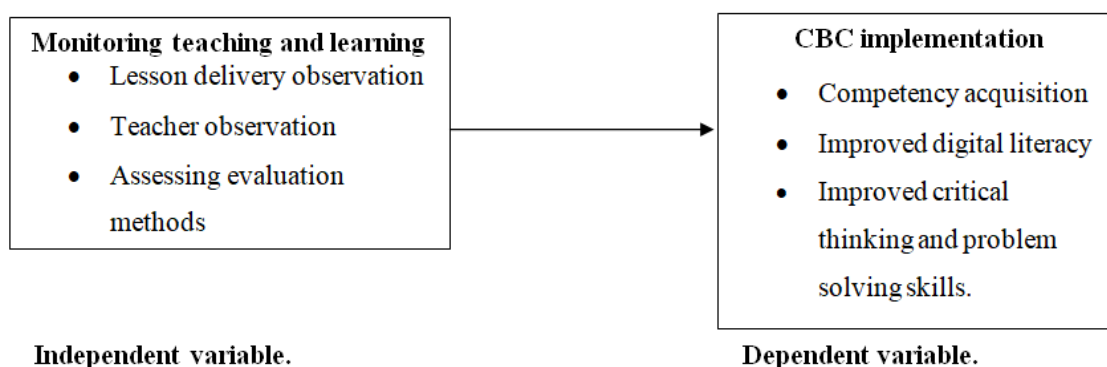 Monitoring teaching and learning
• Lesson delivery observation
• Teacher observation
• Assessing evaluation
methods
CBC implementation
• Competency acquisition
• Improved digital literacy
• Improved critical
thinking and problem
solving skills.
Independent variable.
Dependent variable.